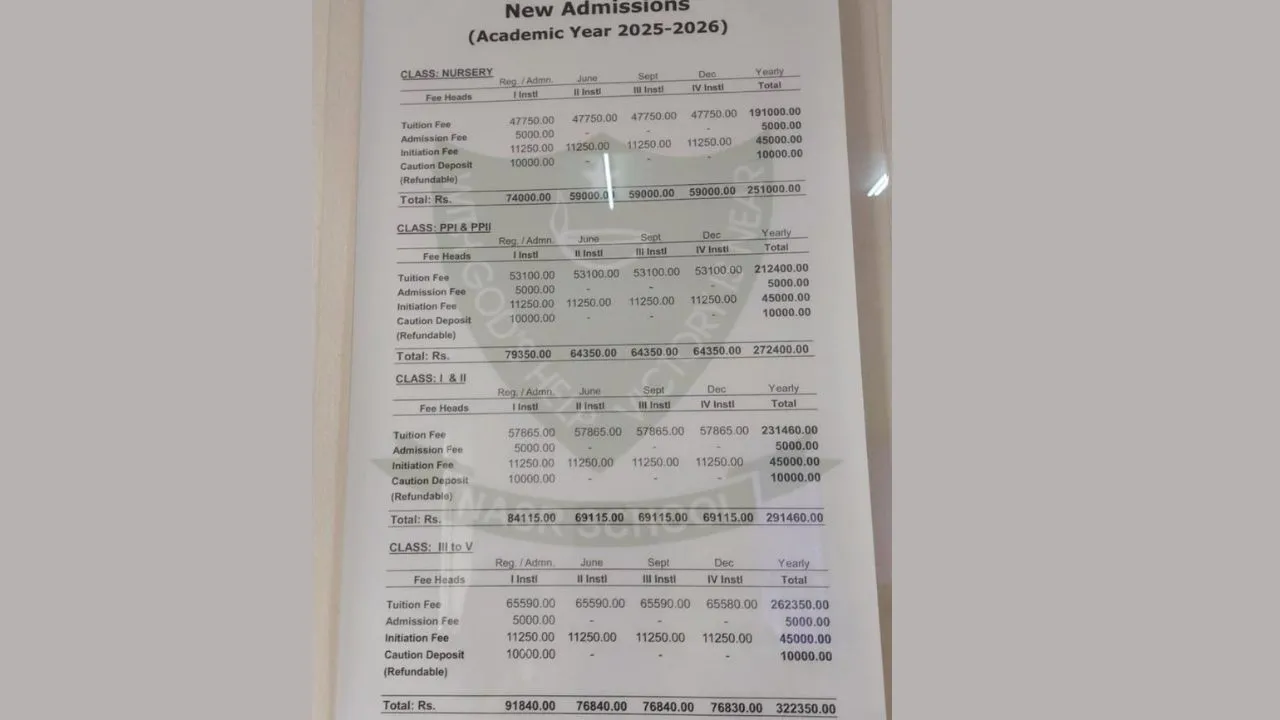 New Admissions
(Academic Year 2025-2026)
CLASS: NURSERY Reg. /Admn. June Sept Dec Yearly
Fee Heads I Instl II Instl III Instl IV Instl Total
Tuition Fee 47750.00 47750.00 47750.00 47750.00 191000.00
Admission Fee 5000.00 - - - 5000.00
Initiation Fee 11250.00 11250.00 11250.00 11250.00 45000.00
Caution Deposit 10000.00 - - - 10000.00
(Refundable)
Total: Rs. 74000.00 59000.00 59000.00 59000.00 251000.00
CLASS: PPI & PPII
Reg. /Admn. June Sept Dec Yearly
Fee Heads I Instl II Instl III Instl IV Instl Total
Tuition Fee 53100.00 53100.00 53100.00 53100.00 212400.00
Admission Fee 5000.00 - - - 5000.00
Initiation Fee 11250.00 11250.00 11250.00 11250.00 45000.00
Caution Deposit 10000.00 - - - 10000.00
(Refundable)
Total: Rs. 79350.00 64350.00 64350.00 64350.00 272400.00
CLASS: I & II
Reg. /Admn. June Sept Dec Yearly
Fee Heads I Instl II Instl III Instl IV Instl Total
Tuition Fee 57865.00 57865.00 57865.00 57865.00 231460.00
Admission Fee 5000.00 - - - 5000.00
Initiation Fee 11250.00 11250.00 11250.00 11250.00 45000.00
Caution Deposit 10000.00 - - - 10000.00
(Refundable)
Total: Rs. 84115.00 69115.00 69115.00 69115.00 291460.00
CLASS: III to V
Reg. /Admn. June Sept Dec Yearly
Fee Heads I Instl II Instl III Instl IV Instl Total
Tuition Fee 65590.00 65590.00 65590.00 65580.00 262350.00
Admission Fee 5000.00 - - - 5000.00
Initiation Fee 11250.00 11250.00 11250.00 11250.00 45000.00
Caution Deposit 10000.00 - - - 10000.00
(Refundable)
Total: Rs. 91840.00 76840.00 76840.00 76830.00 322350.00
WITH GOD'S HELP VICTORY IS NEAR
NASR SCHOOL